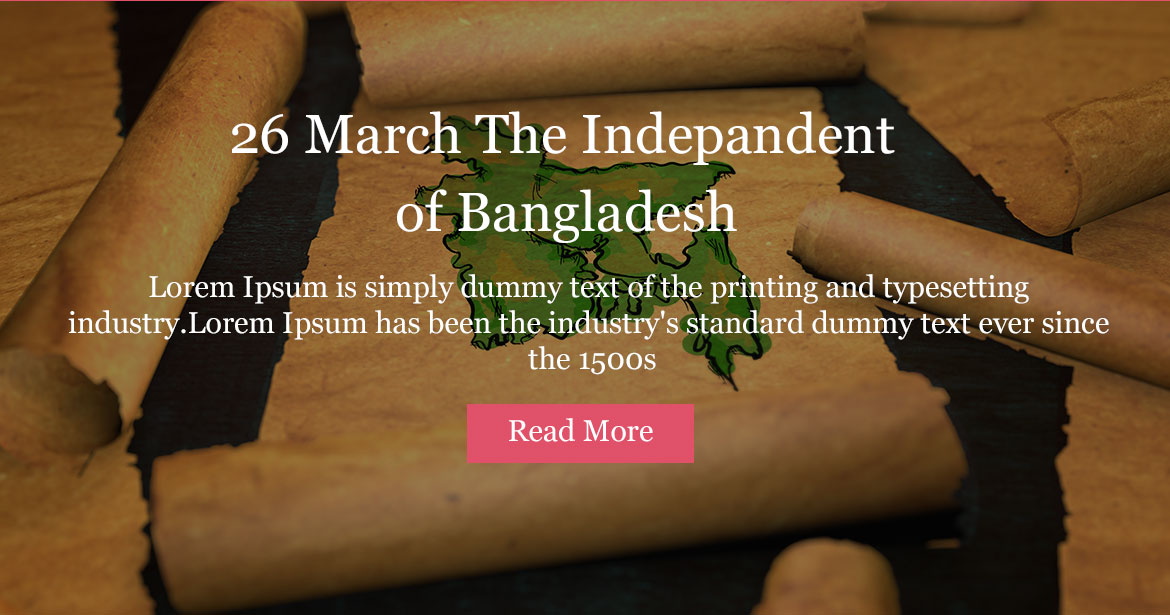 26 March The Indepandent
of Bangladesh
Lorem Ipsum is simply dummy text of the printing and typesetting
industry.Lorem Ipsum has been the industry's standard dummy text ever since
the 1500s
Read More